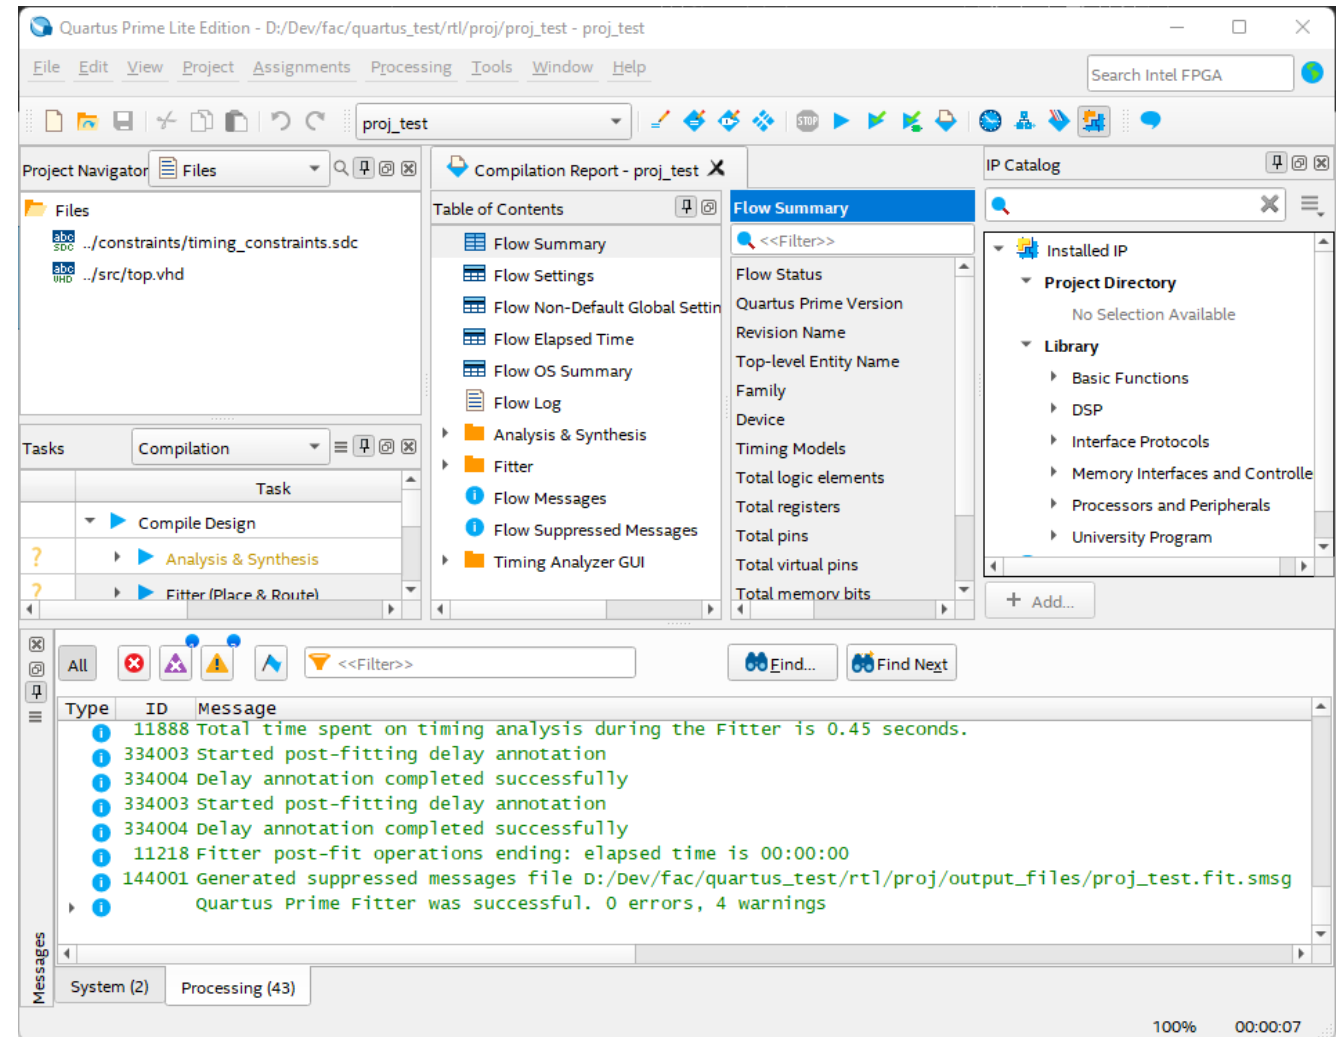 Quartus Prime Lite Edition - D:/Dev/fac/quartus_test/rtl/proj/proj_test - proj_test
File Edit View Project Assignments Processing Tools Window Help
Search Intel FPGA
STOP
proj_test
Project Navigator Files
Files
abc SDC ../constraints/timing_constraints.sdc
abc VHD ../src/top.vhd
Tasks Compilation
Task
Compile Design
? Analysis & Synthesis
? Fitter (Place & Route)
Compilation Report - proj_test
Table of Contents
Flow Summary
Flow Settings
Flow Non-Default Global Settin
Flow Elapsed Time
Flow OS Summary
Flow Log
Analysis & Synthesis
Fitter
Flow Messages
Flow Suppressed Messages
Timing Analyzer GUI
Flow Summary
<<Filter>>
Flow Status
Quartus Prime Version
Revision Name
Top-level Entity Name
Family
Device
Timing Models
Total logic elements
Total registers
Total pins
Total virtual pins
Total memory bits
IP Catalog
Installed IP
Project Directory
No Selection Available
Library
Basic Functions
DSP
Interface Protocols
Memory Interfaces and Controlle
Processors and Peripherals
University Program
+ Add...
All <<Filter>> Find... Find Next
Type ID Message
11888 Total time spent on timing analysis during the Fitter is 0.45 seconds.
334003 Started post-fitting delay annotation
334004 Delay annotation completed successfully
334003 Started post-fitting delay annotation
334004 Delay annotation completed successfully
11218 Fitter post-fit operations ending: elapsed time is 00:00:00
144001 Generated suppressed messages file D:/Dev/fac/quartus_test/rtl/proj/output_files/proj_test.fit.smsg
Quartus Prime Fitter was successful. 0 errors, 4 warnings
Messages
System (2) Processing (43)
100% 00:00:07